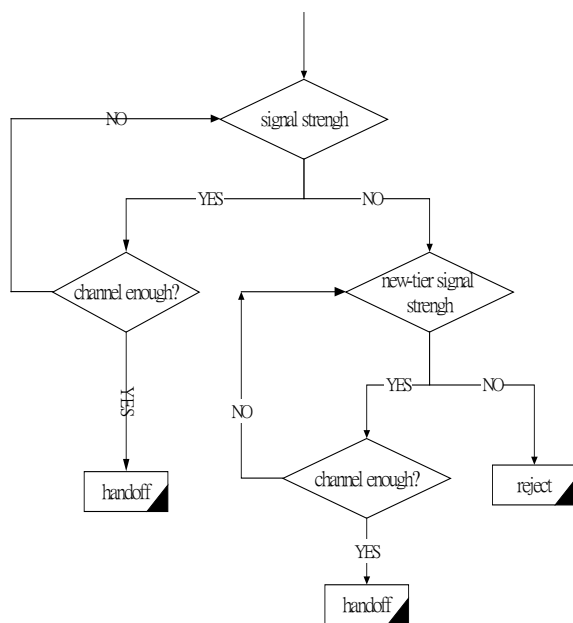 signal strengh
NO
YES
NO
channel enough?
new-tier signal
strengh
YES
NO
YES
NO
handoff
channel enough?
reject
YES
handoff